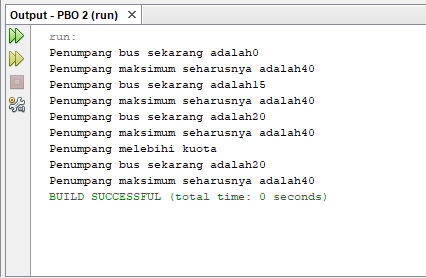 Output - PBO 2 (run)
run:
Penumpang bus sekarang adalah0
Penumpang maksimum seharusnya adalah40
Penumpang bus sekarang adalah15
Penumpang maksimum seharusnya adalah40
Penumpang bus sekarang adalah20
Penumpang maksimum seharusnya adalah40
Penumpang melebihi kuota
Penumpang bus sekarang adalah20
Penumpang maksimum seharusnya adalah40
BUILD SUCCESSFUL (total time: 0 seconds)